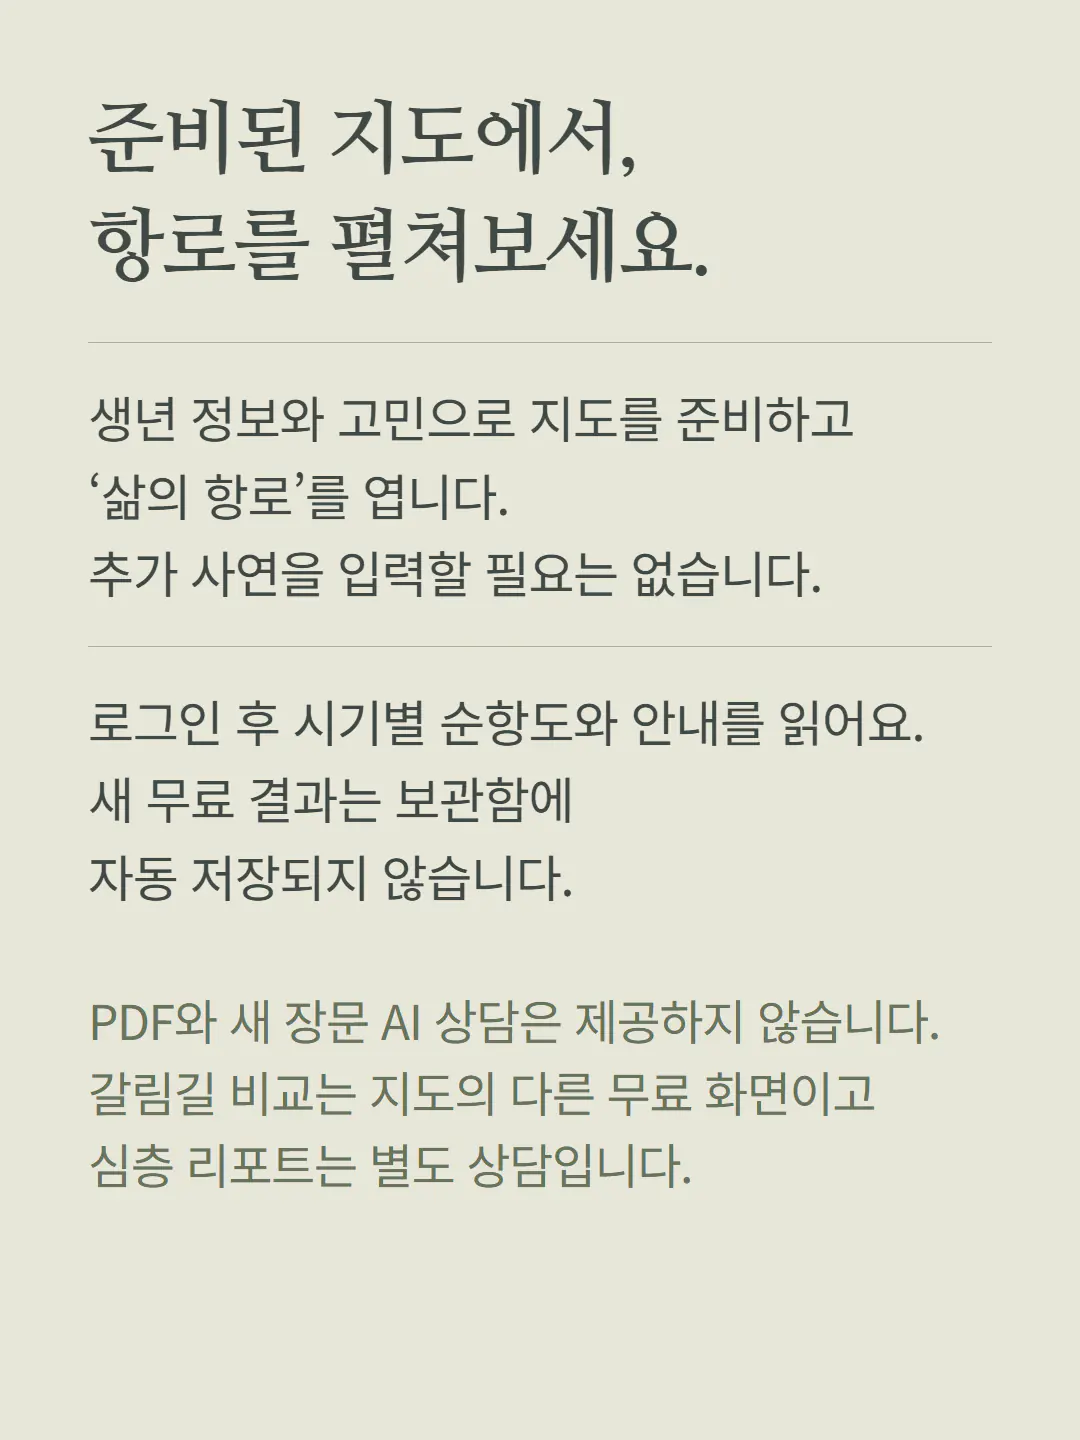 준비된 지도에서,
항로를 펼쳐보세요.
생년 정보와 고민으로 지도를 준비하고
‘삶의 항로’를 엽니다.
추가 사연을 입력할 필요는 없습니다.
로그인 후 시기별 순항도와 안내를 읽어요.
새 무료 결과는 보관함에
자동 저장되지 않습니다.
PDF와 새 장문 AI 상담은 제공하지 않습니다.
갈림길 비교는 지도의 다른 무료 화면이고
심층 리포트는 별도 상담입니다.